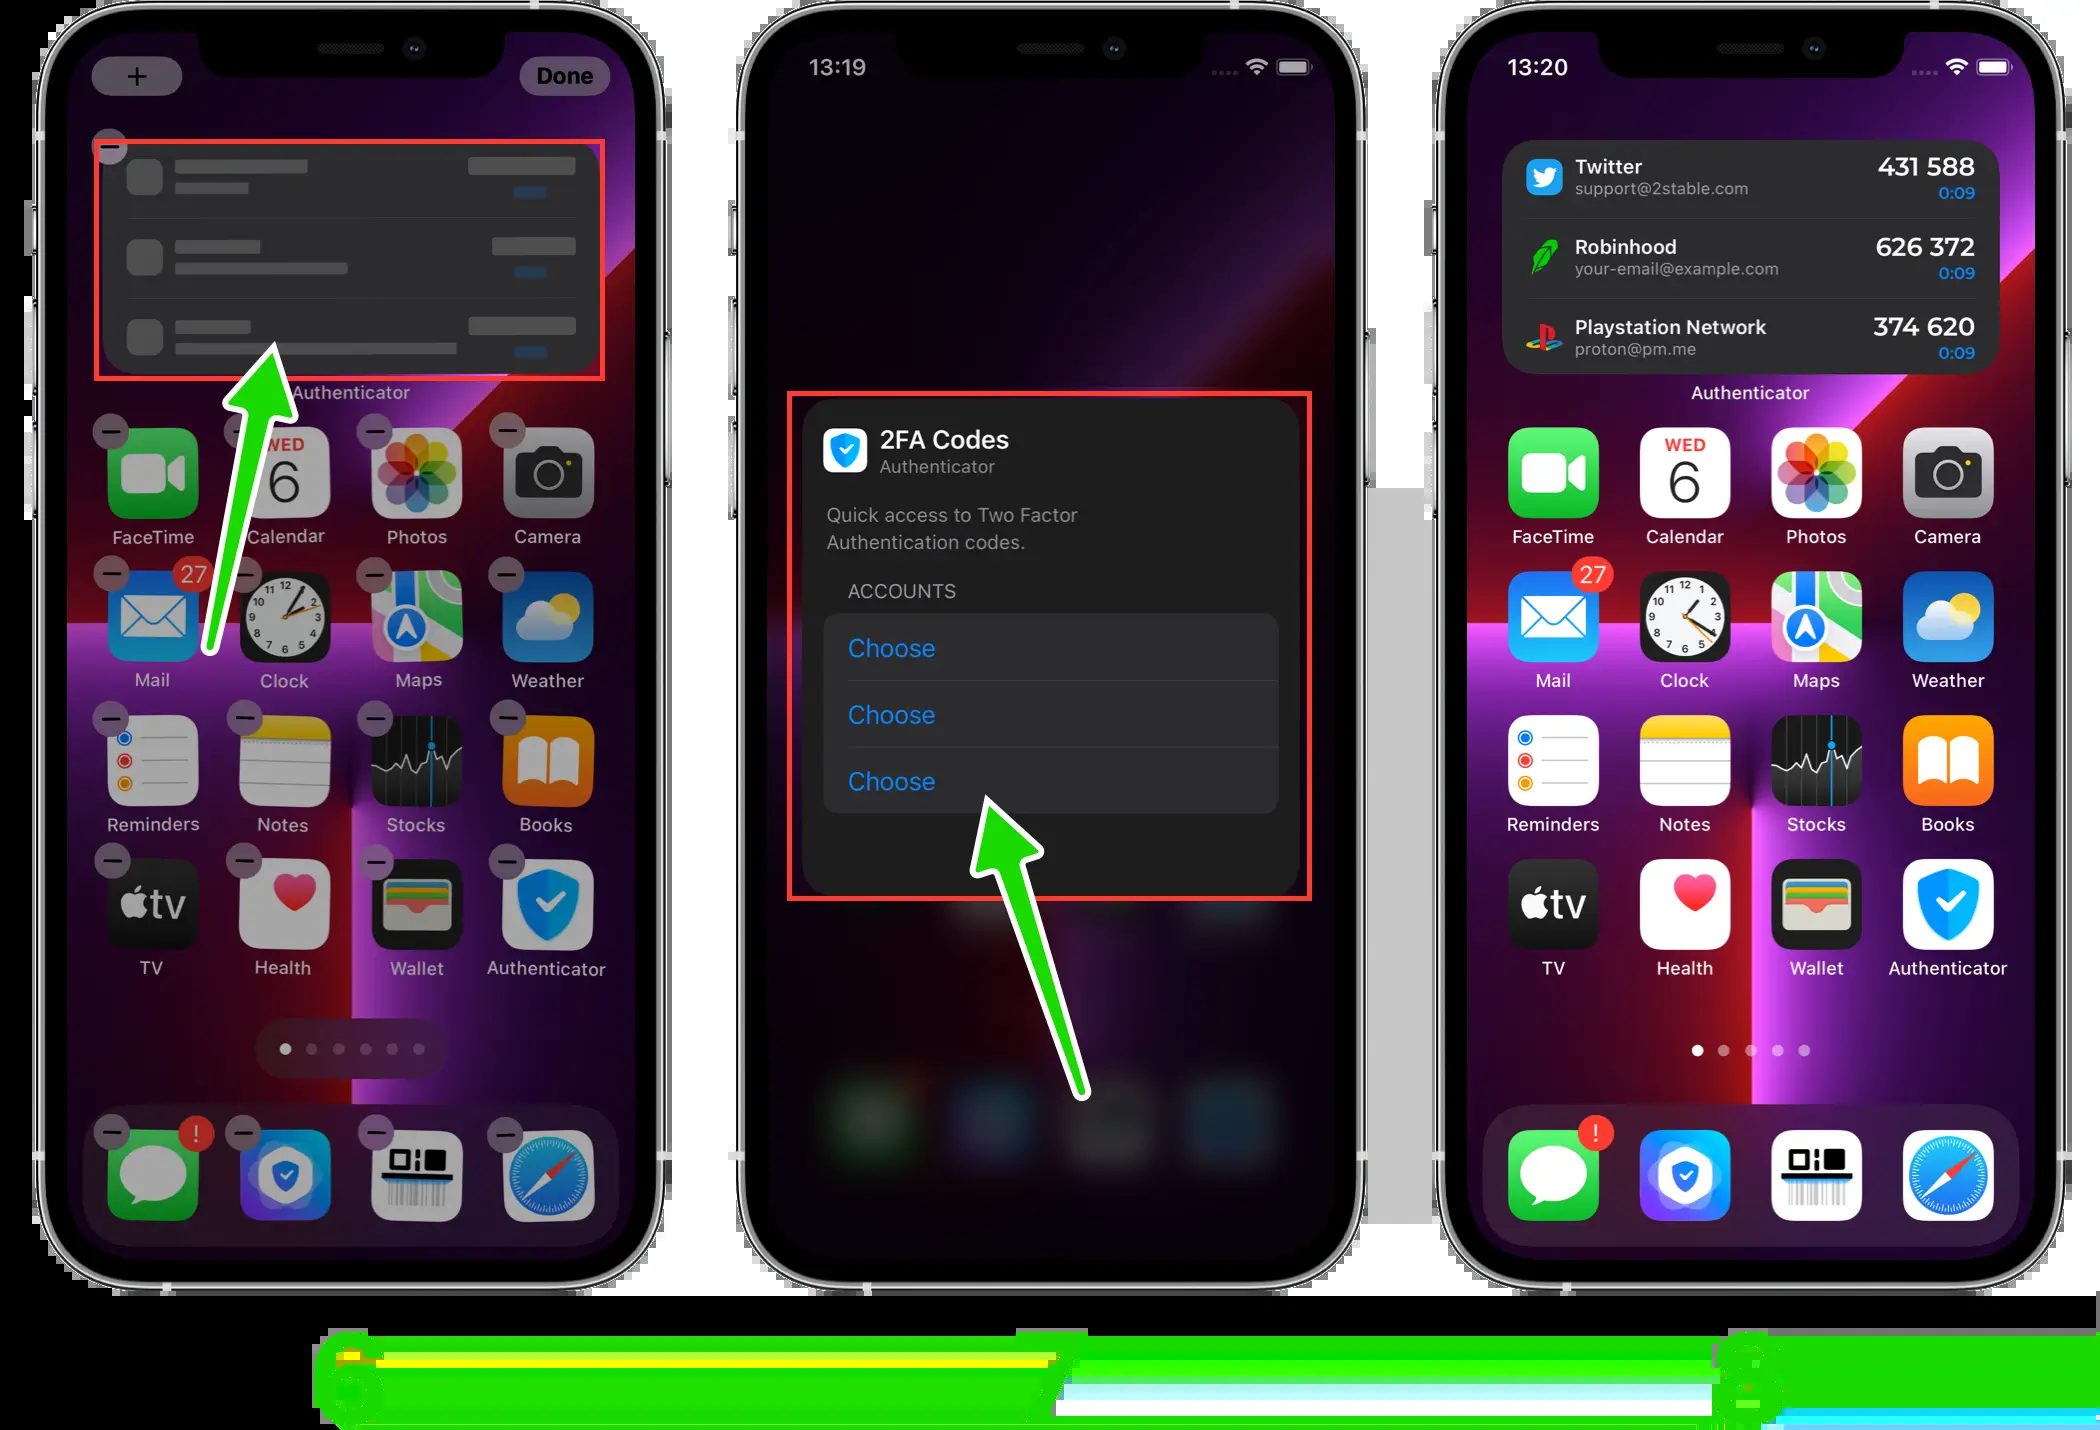 +
Done
Authenticator
WED
6
FaceTime
Calendar
Photos
Camera
27
Mail
Clock
Maps
Weather
Reminders
Notes
Stocks
Books
tv
TV
Health
Wallet
Authenticator
!
13:19
2FA Codes
Authenticator
Quick access to Two Factor
Authentication codes.
ACCOUNTS
Choose
Choose
Choose
13:20
Twitter
431 588
support@2stable.com
0:09
Robinhood
626 372
your-email@example.com
0:09
Playstation Network
374 620
proton@pm.me
0:09
Authenticator
WED
6
FaceTime
Calendar
Photos
Camera
27
Mail
Clock
Maps
Weather
Reminders
Notes
Stocks
Books
tv
TV
Health
Wallet
Authenticator
!